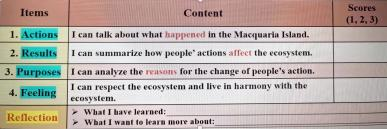 Items Content Scores
(1, 2, 3)
1. Actions I can talk about what happened in the Macquaria Island.
2. Results I can summarize how people' actions affect the ecosystem.
3. Purposes I can analyze the reasons for the change of people's action.
4. Feeling I can respect the ecosystem and live in harmony with the
ecosystem.
Reflection ➢ What I have learned:
➢ What I want to learn more about: